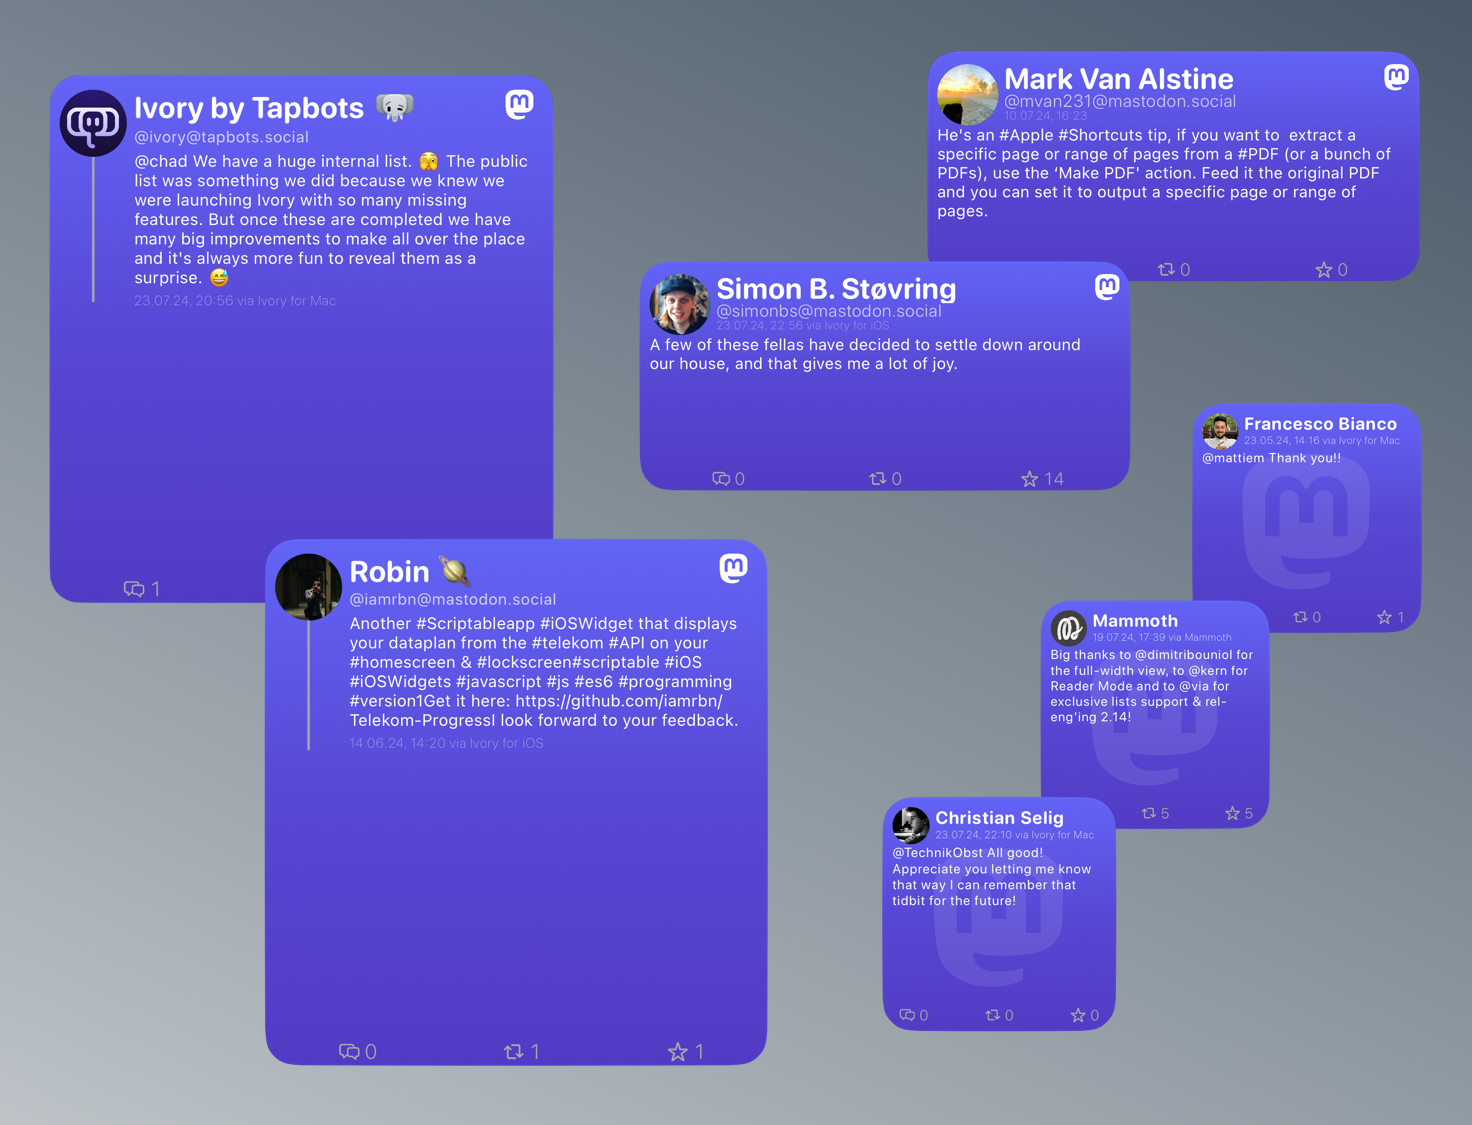 Ivory by Tapbots 🐘
@ivory@tapbots.social
@chad We have a huge internal list. 🫣 The public
list was something we did because we knew we
were launching Ivory with so many missing
features. But once these are completed we have
many big improvements to make all over the place
and it's always more fun to reveal them as a
surprise. 😅
23.07.24, 20:56 via Ivory for Mac
1
Mark Van Alstine
@mvan231@mastodon.social
10.07.24, 16:23
He's an #Apple #Shortcuts tip, if you want to  extract a
specific page or range of pages from a #PDF (or a bunch of
PDFs), use the ‘Make PDF' action. Feed it the original PDF
and you can set it to output a specific page or range of
pages.
0 0
Simon B. Støvring
@simonbs@mastodon.social
23.07.24, 22:56 via Ivory for iOS
A few of these fellas have decided to settle down around
our house, and that gives me a lot of joy.
0 0 14
Francesco Bianco
23.05.24, 14:16 via Ivory for Mac
@mattiem Thank you!!
0 1
Robin 🪐
@iamrbn@mastodon.social
Another #Scriptableapp #iOSWidget that displays
your dataplan from the #telekom #API on your
#homescreen & #lockscreen#scriptable #iOS
#iOSWidgets #javascript #js #es6 #programming
#version1Get it here: https://github.com/iamrbn/
Telekom-ProgressI look forward to your feedback.
14.06.24, 14:20 via Ivory for iOS
0 1 1
Mammoth
19.07.24, 17:39 via Mammoth
Big thanks to @dimitribouniol for
the full-width view, to @kern for
Reader Mode and to @via for
exclusive lists support & rel-
eng’ing 2.14!
5 5
Christian Selig
23.07.24, 22:10 via Ivory for Mac
@TechnikObst All good!
Appreciate you letting me know
that way I can remember that
tidbit for the future!
0 0 0